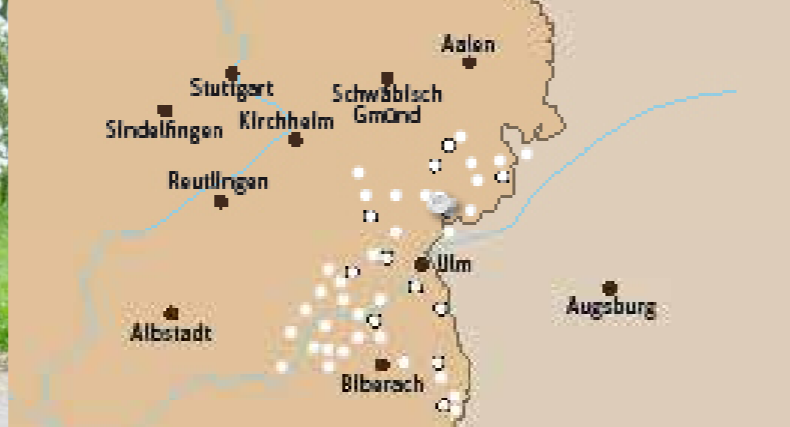 Aalen
Stuttgart
Schwäbisch
Gmünd
Sindelfingen
Kirchheim
Reutlingen
Ulm
Augsburg
Albstadt
Biberach